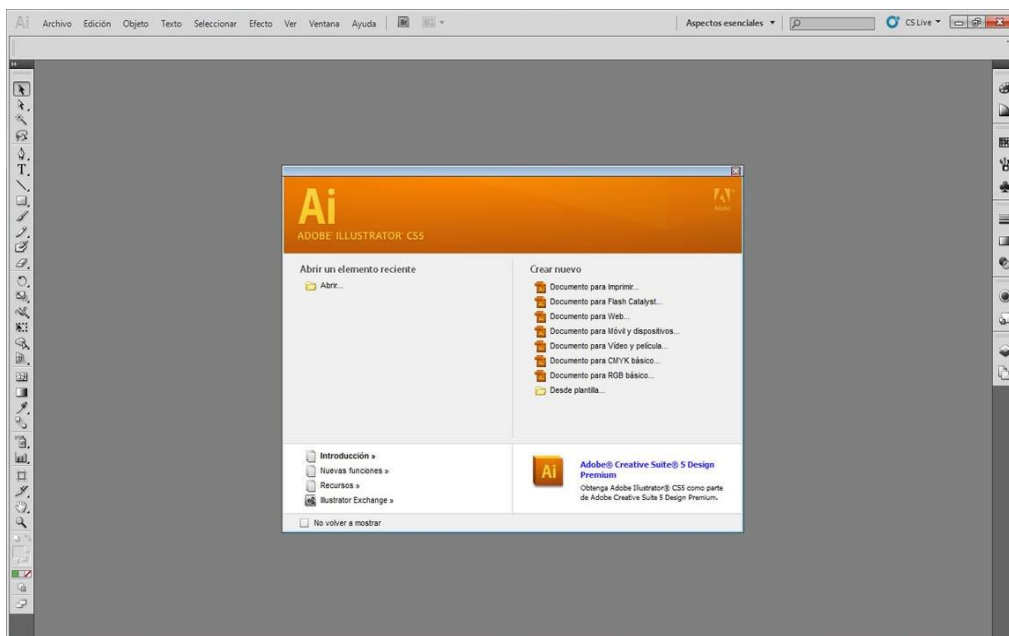 Ai Archivo Edición Objeto Texto Seleccionar Efecto Ver Ventana Ayuda Br Aspectos esenciales CS Live
Ai
Adobe
ADOBE® ILLUSTRATOR® CS5
Abrir un elemento reciente
Abrir...
Crear nuevo
Documento para Imprimir...
Documento para Flash Catalyst...
Documento para Web...
Documento para Móvil y dispositivos...
Documento para Vídeo y película...
Documento para CMYK básico...
Documento para RGB básico...
Desde plantilla...
Introducción »
Nuevas funciones »
Recursos »
Illustrator Exchange »
Ai
Adobe® Creative Suite® 5 Design
Premium
Obtenga Adobe Illustrator® CS5 como parte
de Adobe Creative Suite 5 Design Premium.
No volver a mostrar